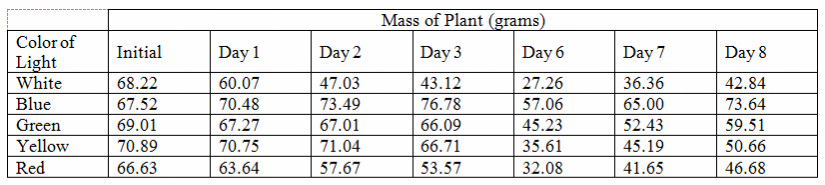 Mass of Plant (grams)
Color of Light Initial Day 1 Day 2 Day 3 Day 6 Day 7 Day 8
White 68.22 60.07 47.03 43.12 27.26 36.36 42.84
Blue 67.52 70.48 73.49 76.78 57.06 65.00 73.64
Green 69.01 67.27 67.01 66.09 45.23 52.43 59.51
Yellow 70.89 70.75 71.04 66.71 35.61 45.19 50.66
Red 66.63 63.64 57.67 53.57 32.08 41.65 46.68